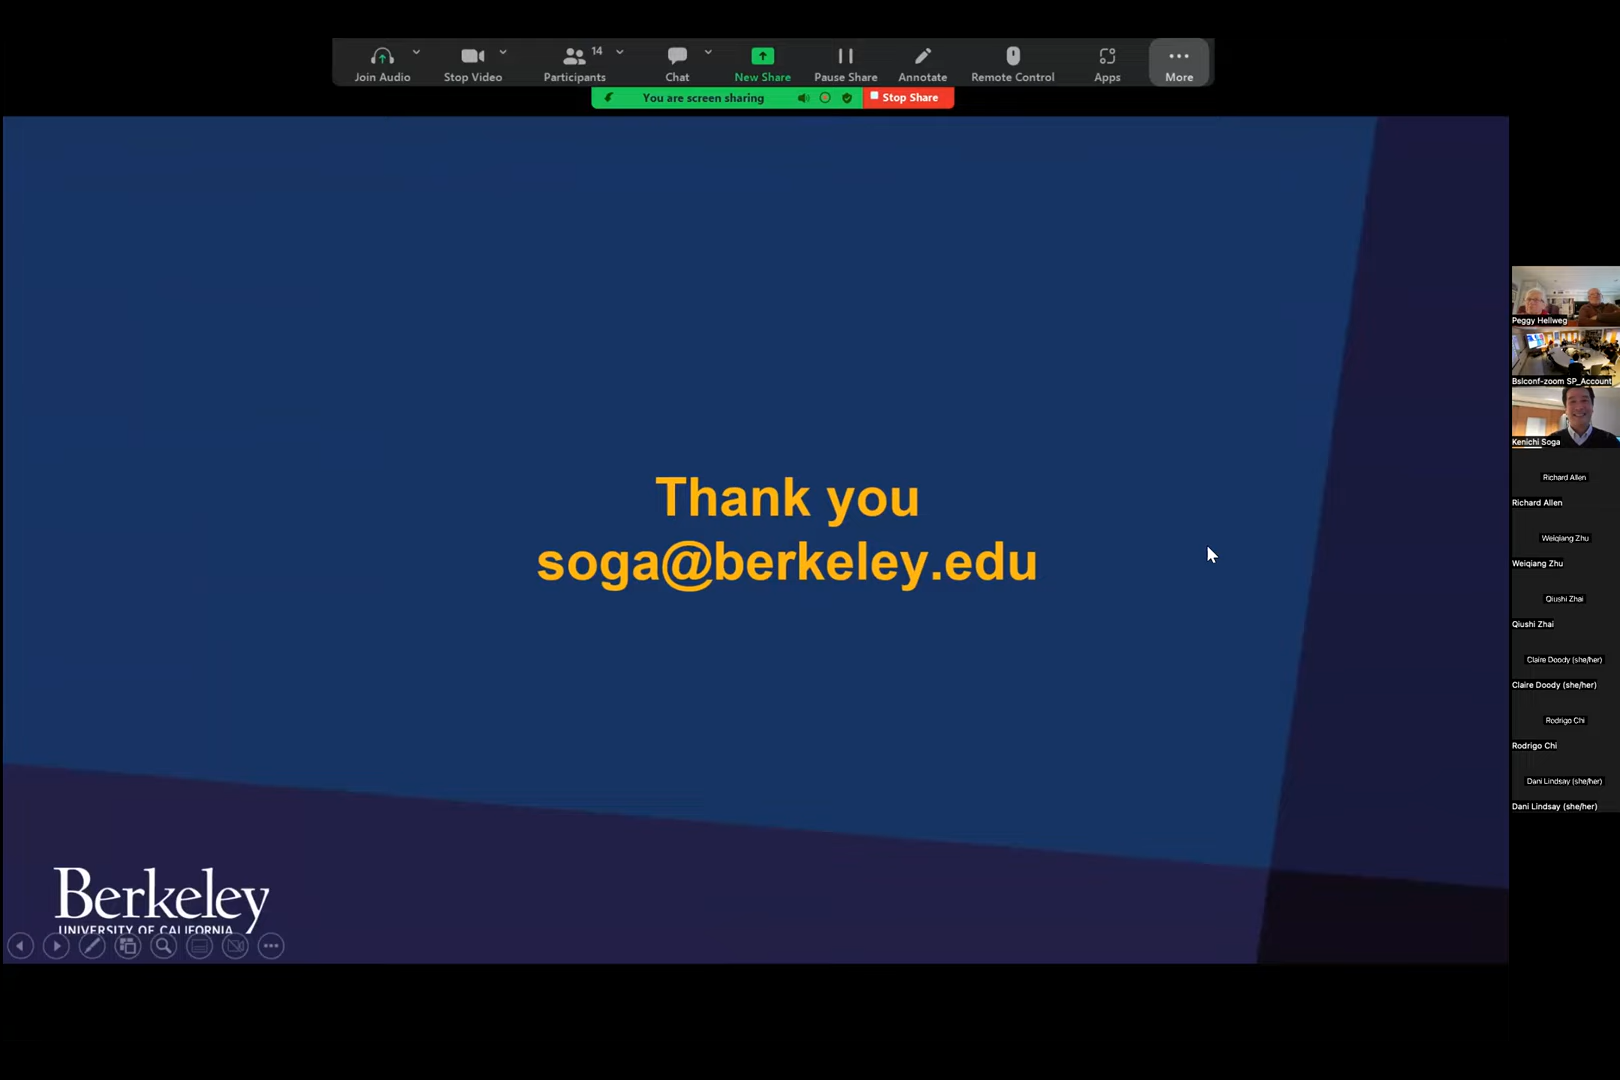 Join Audio
Stop Video
Participants
14
Chat
New Share
Pause Share
Annotate
Remote Control
Apps
More
You are screen sharing
Stop Share
Thank you
soga@berkeley.edu
Berkeley
UNIVERSITY OF CALIFORNIA
Peggy Hellweg
Bslconf-zoom SP_Account
Kenichi Soga
Richard Allen
Richard Allen
Weiqiang Zhu
Weiqiang Zhu
Qiushi Zhai
Qiushi Zhai
Claire Doody (she/her)
Claire Doody (she/her)
Rodrigo Chi
Rodrigo Chi
Dani Lindsay (she/her)
Dani Lindsay (she/her)